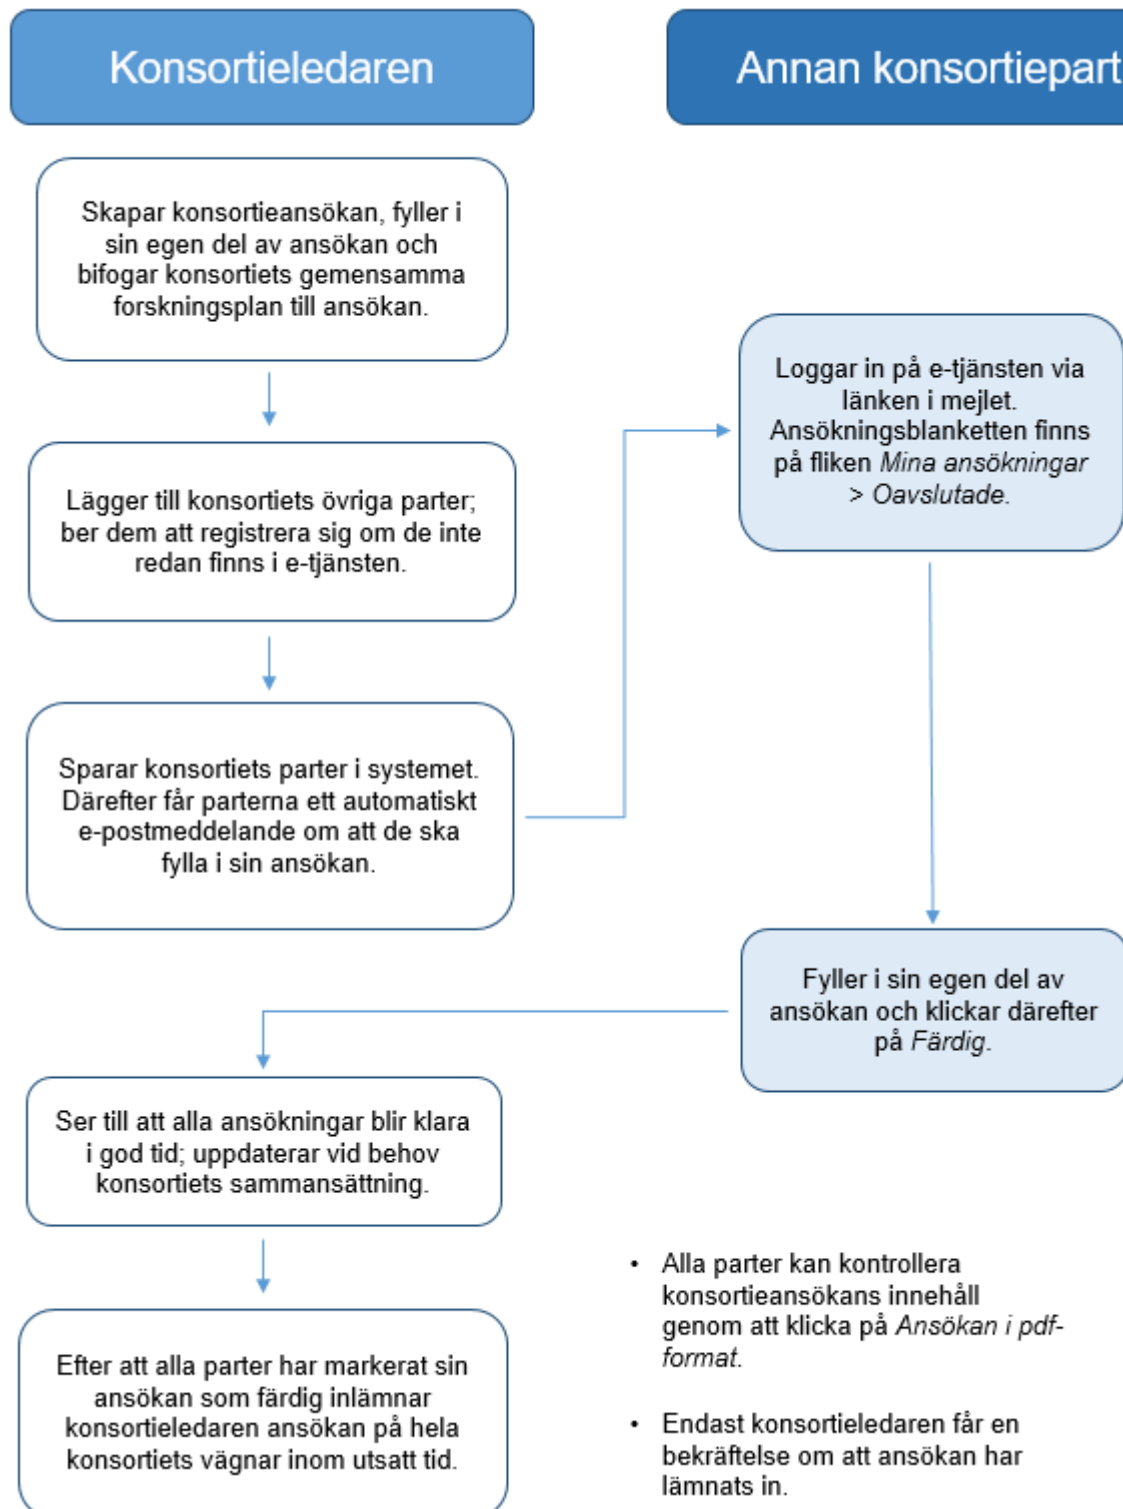 Konsortieledaren
Annan konsortiepart
Skapar konsortieansökan, fyller i
sin egen del av ansökan och
bifogar konsortiets gemensamma
forskningsplan till ansökan.
Lägger till konsortiets övriga parter;
ber dem att registrera sig om de inte
redan finns i e-tjänsten.
Sparar konsortiets parter i systemet.
Därefter får parterna ett automatiskt
e-postmeddelande om att de ska
fylla i sin ansökan.
Loggar in på e-tjänsten via
länken i mejlet.
Ansökningsblanketten finns
på fliken Mina ansökningar
> Oavslutade.
Fyller i sin egen del av
ansökan och klickar därefter
på Färdig.
Ser till att alla ansökningar blir klara
i god tid; uppdaterar vid behov
konsortiets sammansättning.
Efter att alla parter har markerat sin
ansökan som färdig inlämnar
konsortieledaren ansökan på hela
konsortiets vägnar inom utsatt tid.
• Alla parter kan kontrollera
konsortieansökans innehåll
genom att klicka på Ansökan i pdf-
format.
• Endast konsortieledaren får en
bekräftelse om att ansökan har
lämnats in.